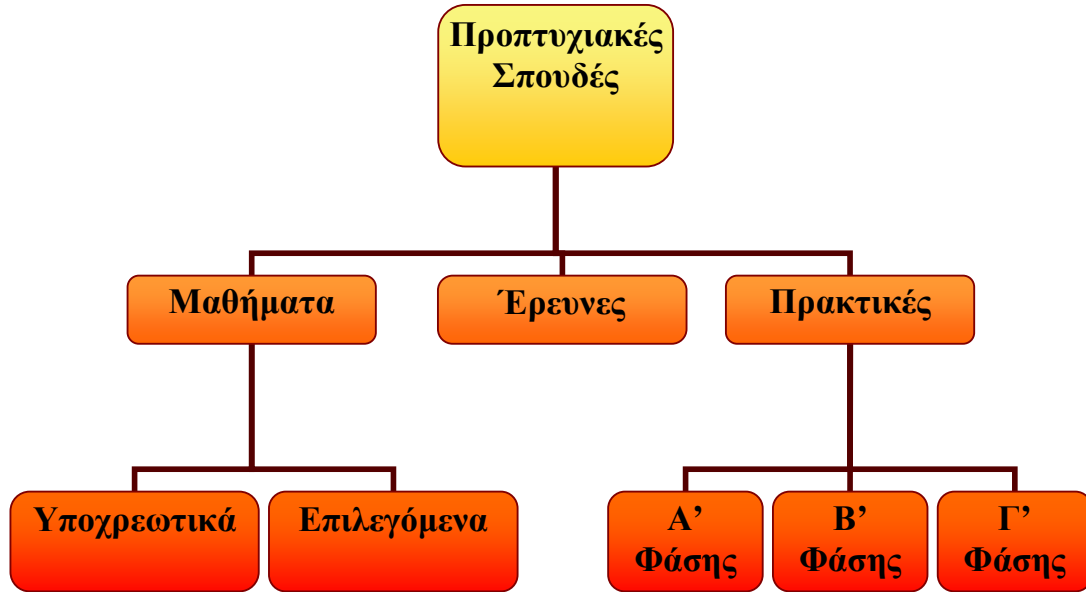 Προπτυχιακές
Σπουδές
Μαθήματα
Έρευνες
Πρακτικές
Υποχρεωτικά
Επιλεγόμενα
Α’
Φάσης
Β’
Φάσης
Γ’
Φάσης